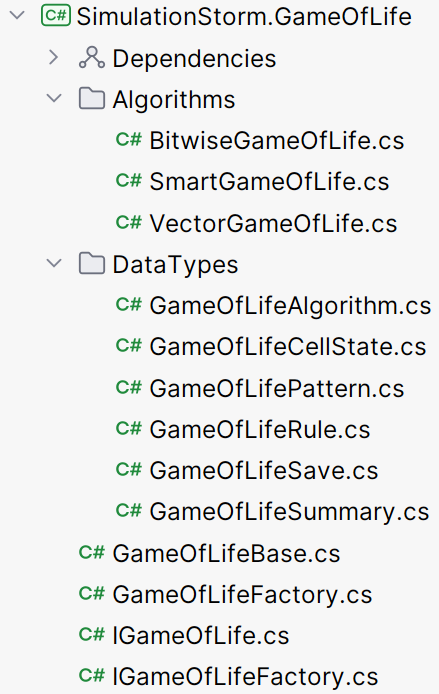 C# SimulationStorm.GameOfLife
Dependencies
Algorithms
C# BitwiseGameOfLife.cs
C# SmartGameOfLife.cs
C# VectorGameOfLife.cs
DataTypes
C# GameOfLifeAlgorithm.cs
C# GameOfLifeCellState.cs
C# GameOfLifePattern.cs
C# GameOfLifeRule.cs
C# GameOfLifeSave.cs
C# GameOfLifeSummary.cs
C# GameOfLifeBase.cs
C# GameOfLifeFactory.cs
C# IGameOfLife.cs
C# IGameOfLifeFactory.cs